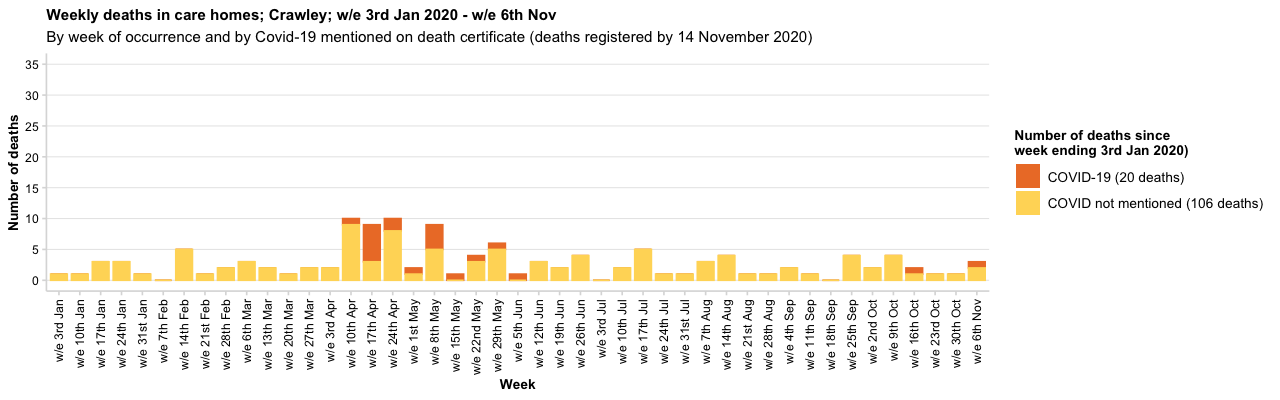 Weekly deaths in care homes; Crawley; w/e 3rd Jan 2020 - w/e 6th Nov
By week of occurrence and by Covid-19 mentioned on death certificate (deaths registered by 14 November 2020)
35
30
25
20
15
10
5
0
Number of deaths
w/e 3rd Jan
w/e 10th Jan
w/e 17th Jan
w/e 24th Jan
w/e 31st Jan
w/e 7th Feb
w/e 14th Feb
w/e 21st Feb
w/e 28th Feb
w/e 6th Mar
w/e 13th Mar
w/e 20th Mar
w/e 27th Mar
w/e 3rd Apr
w/e 10th Apr
w/e 17th Apr
w/e 24th Apr
w/e 1st May
w/e 8th May
w/e 15th May
w/e 22nd May
w/e 29th May
w/e 5th Jun
w/e 12th Jun
w/e 19th Jun
w/e 26th Jun
w/e 3rd Jul
w/e 10th Jul
w/e 17th Jul
w/e 24th Jul
w/e 31st Jul
w/e 7th Aug
w/e 14th Aug
w/e 21st Aug
w/e 28th Aug
w/e 4th Sep
w/e 11th Sep
w/e 18th Sep
w/e 25th Sep
w/e 2nd Oct
w/e 9th Oct
w/e 16th Oct
w/e 23rd Oct
w/e 30th Oct
w/e 6th Nov
Week
Number of deaths since
week ending 3rd Jan 2020)
COVID-19 (20 deaths)
COVID not mentioned (106 deaths)